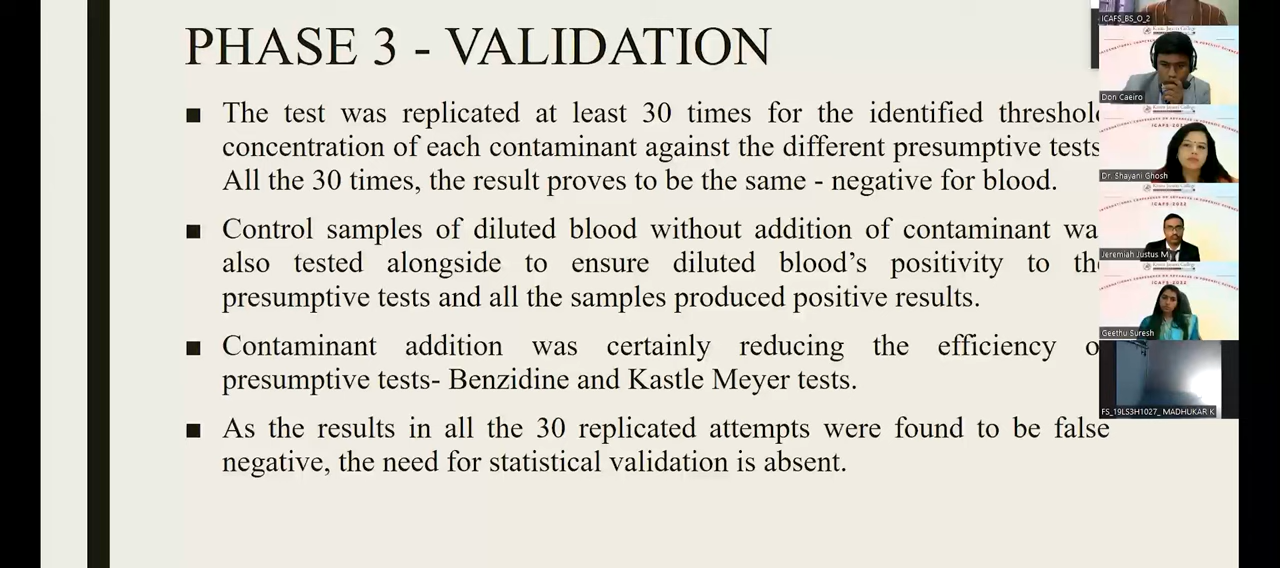 PHASE 3 - VALIDATION
■ The test was replicated at least 30 times for the identified threshol
concentration of each contaminant against the different presumptive tests
All the 30 times, the result proves to be the same - negative for blood.
■ Control samples of diluted blood without addition of contaminant wa
also tested alongside to ensure diluted blood’s positivity to th
presumptive tests and all the samples produced positive results.
■ Contaminant addition was certainly reducing the efficiency o
presumptive tests- Benzidine and Kastle Meyer tests.
■ As the results in all the 30 replicated attempts were found to be false
negative, the need for statistical validation is absent.
ICAFS_BS_O_2
Don Caeiro
Dr. Shayani Ghosh
Jeremiah Justus M
Geethu Suresh
FS_19LS3H1027_ MADHUKAR K